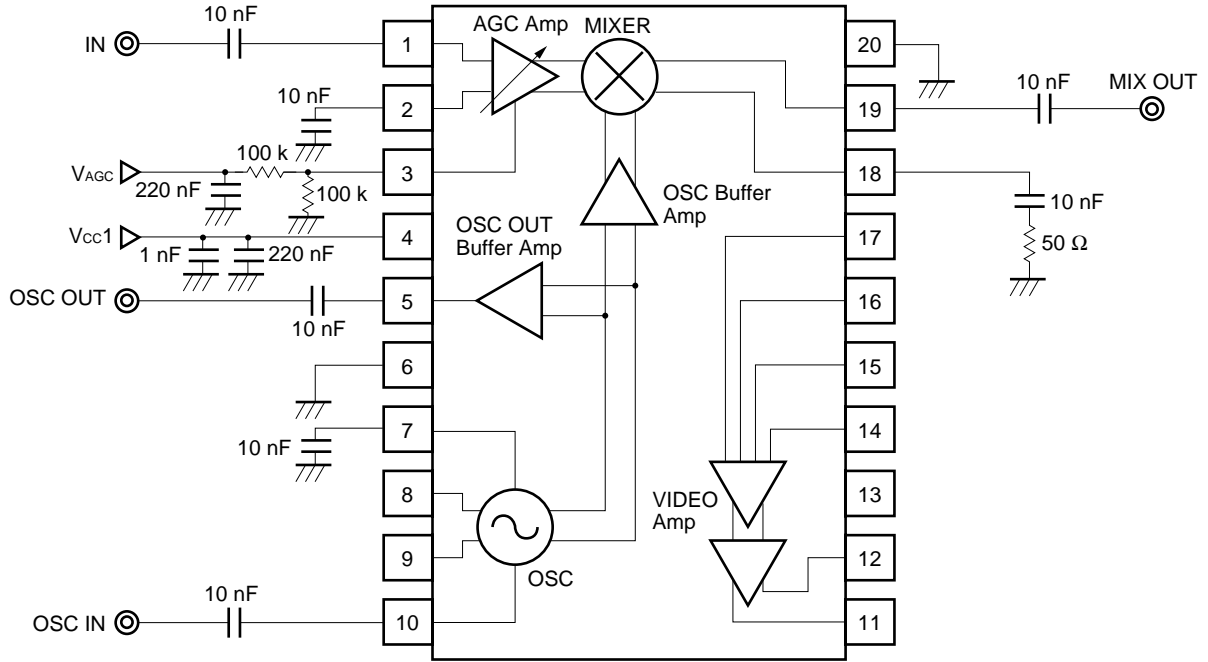 10 nF
IN
1
AGC Amp
MIXER
20
10 nF
2
10 nF
MIX OUT
19
VAGC
100 k
220 nF
100 k
3
18
10 nF
50 Ω
VCC1
1 nF
220 nF
4
OSC OUT
Buffer Amp
OSC Buffer
Amp
17
OSC OUT
10 nF
5
16
6
15
10 nF
7
14
8
VIDEO
Amp
13
9
OSC
12
10 nF
OSC IN
10
11